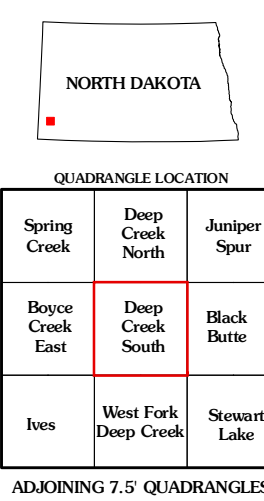 NORTH DAKOTA
QUADRANGLE LOCATION
Spring
Creek
Deep
Creek
North
Juniper
Spur
Boyce
Creek
East
Deep
Creek
South
Black
Butte
Ives
West Fork
Deep Creek
Stewart
Lake
ADJOINING 7.5' QUADRANGLES